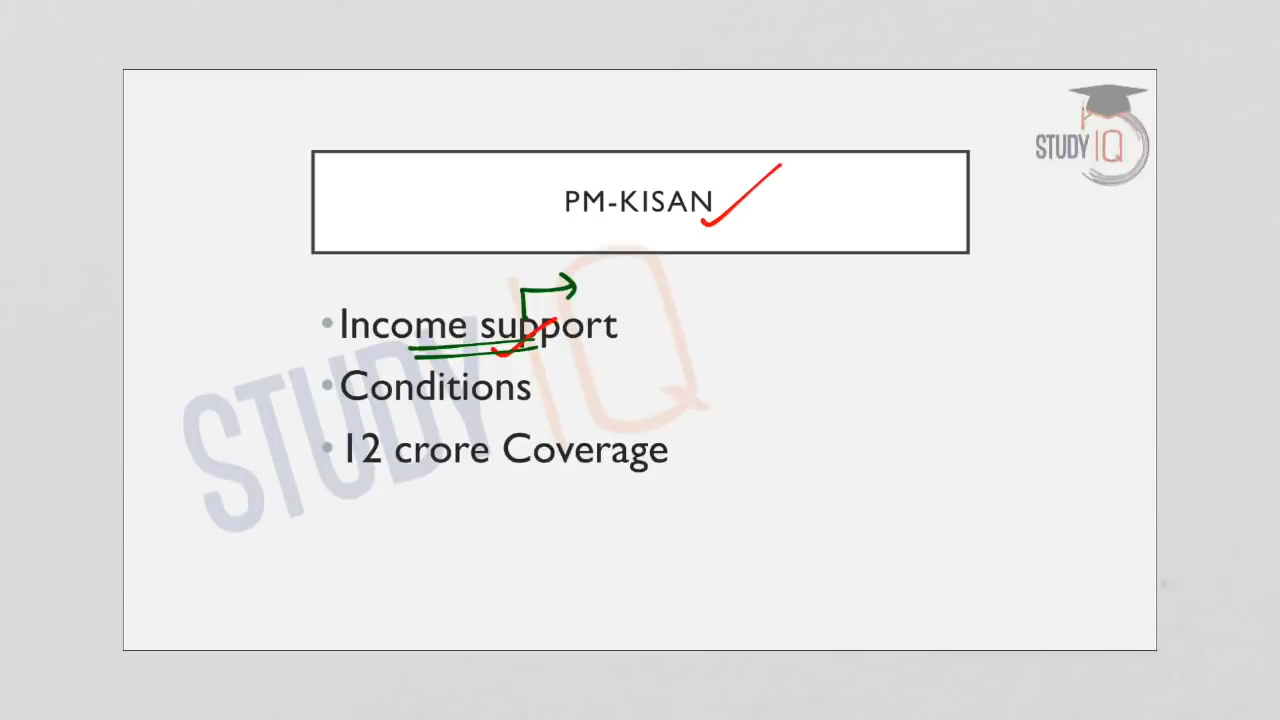 STUDY IQ
PM-KISAN
• Income support
• Conditions
• 12 crore Coverage
STUDY IQ